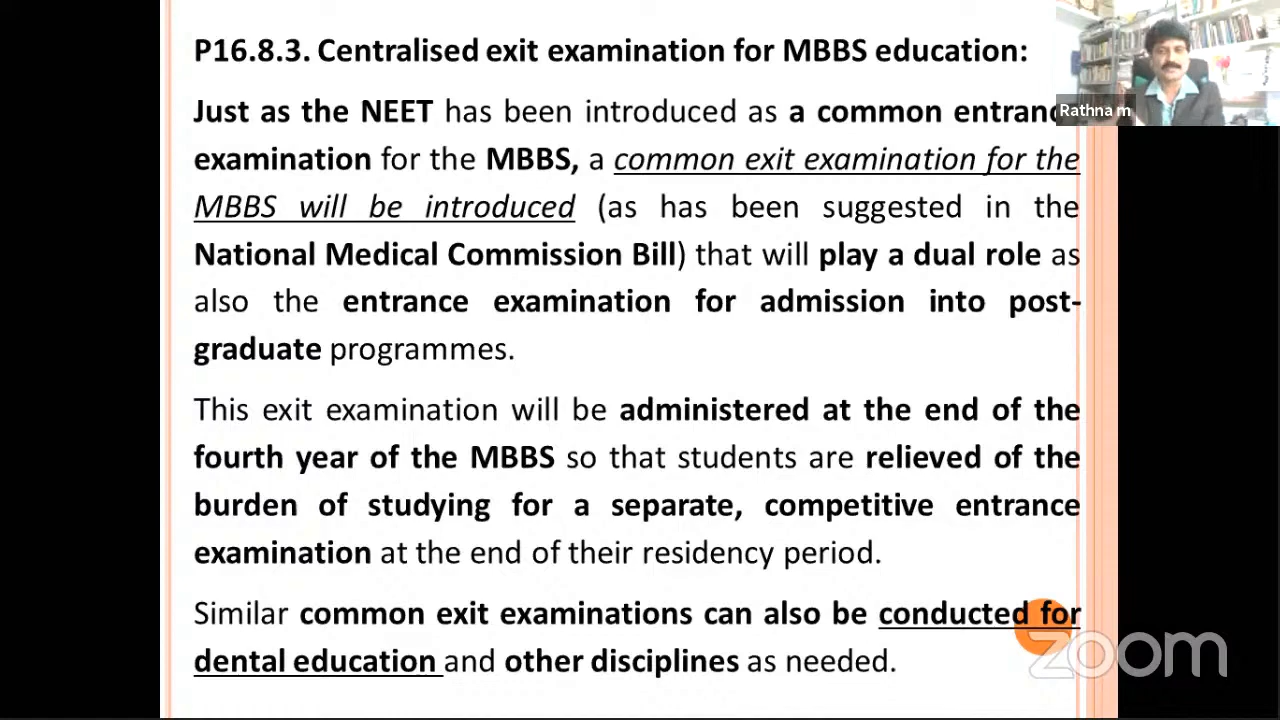 P16.8.3. Centralised exit examination for MBBS education:
Just as the NEET has been introduced as a common entranc
examination for the MBBS, a common exit examination for the
MBBS will be introduced (as has been suggested in the
National Medical Commission Bill) that will play a dual role as
also the entrance examination for admission into post-
graduate programmes.
This exit examination will be administered at the end of the
fourth year of the MBBS so that students are relieved of the
burden of studying for a separate, competitive entrance
examination at the end of their residency period.
Similar common exit examinations can also be conducted for
dental education and other disciplines as needed.
Rathna m
zoom